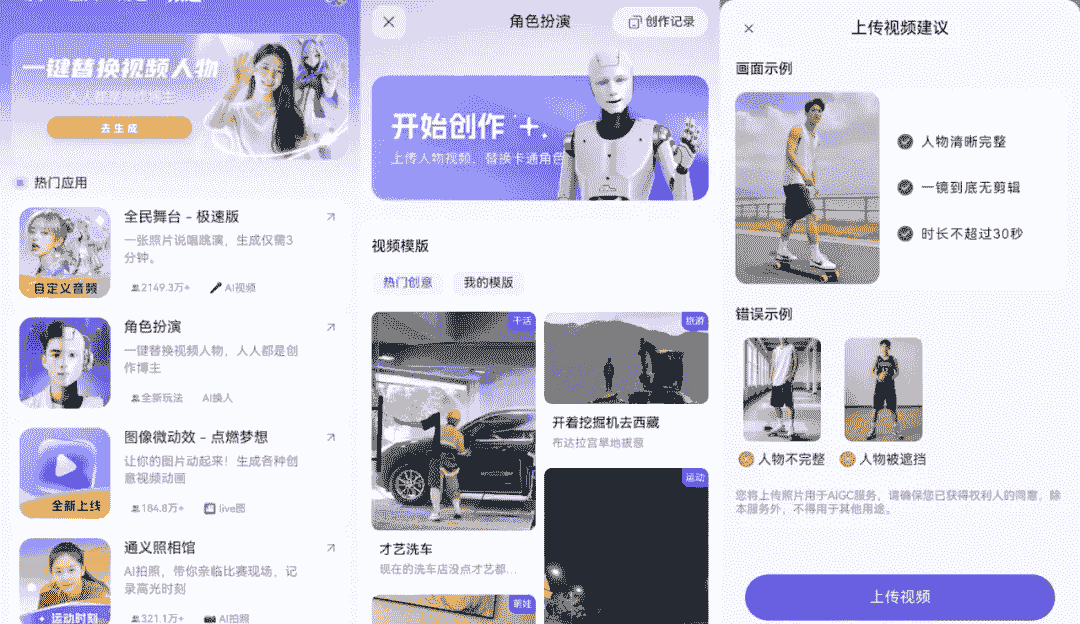 一键替换视频人物
去生成
热门应用
全民舞台 - 极速版
一张照片说唱跳演，生成仅需3
分钟。
2149.3万+
AI视频
自定义音频
角色扮演
一键替换视频人物，人人都是创
作博主
全新玩法
AI换人
图像微动效 - 点燃梦想
让你的图片动起来！生成各种创
意视频动画
184.8万+
live图
全新上线
通义照相馆
AI拍照，带你亲临比赛现场，记
录高光时刻
321.1万+
AI拍照
运动时刻
角色扮演
创作记录
开始创作 +.
上传人物视频，替换卡通角色
视频模版
热门创意
我的模版
干活
才艺洗车
现在的洗车店没点才艺都...
旅游
开着挖掘机去西藏
布达拉宫草地拔葱
运动
萌娃
上传视频建议
画面示例
人物清晰完整
一镜到底无剪辑
时长不超过30秒
错误示例
人物不完整
人物被遮挡
您将上传照片用于AIGC服务，请确保您已获得权利人的同意，除
本服务外，不得用于其他用途。
上传视频